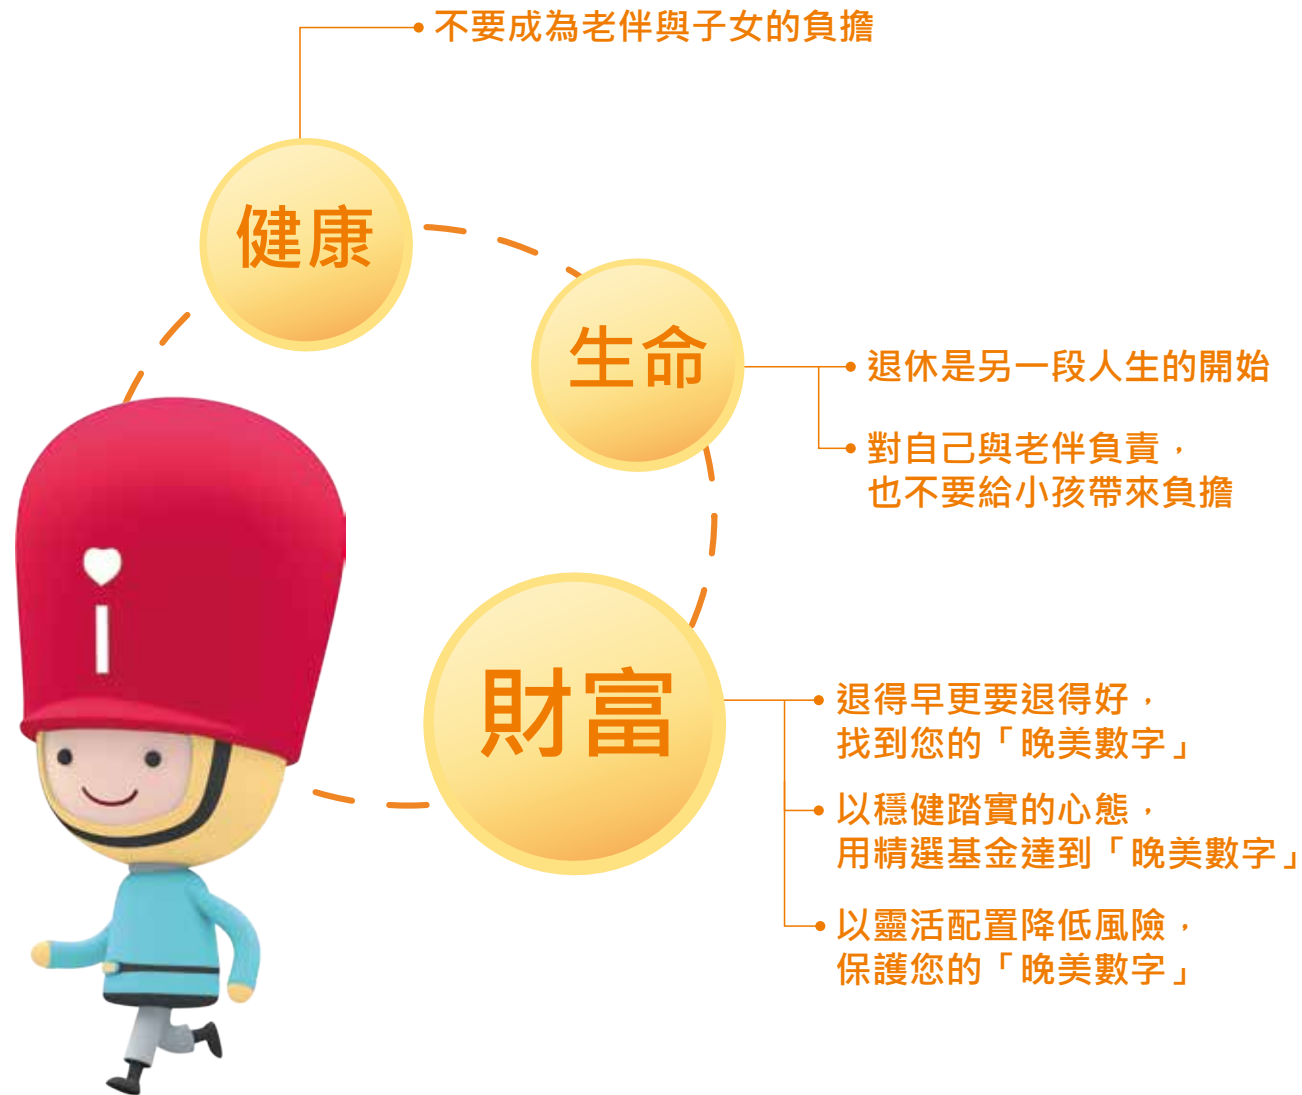 不要成為老伴與子女的負擔
健康
生命
退休是另一段人生的開始
對自己與老伴負責，
也不要給小孩帶來負擔
財富
退得早更要退得好，
找到您的「晚美數字」
以穩健踏實的心態，
用精選基金達到「晚美數字」
以靈活配置降低風險，
保護您的「晚美數字」
i